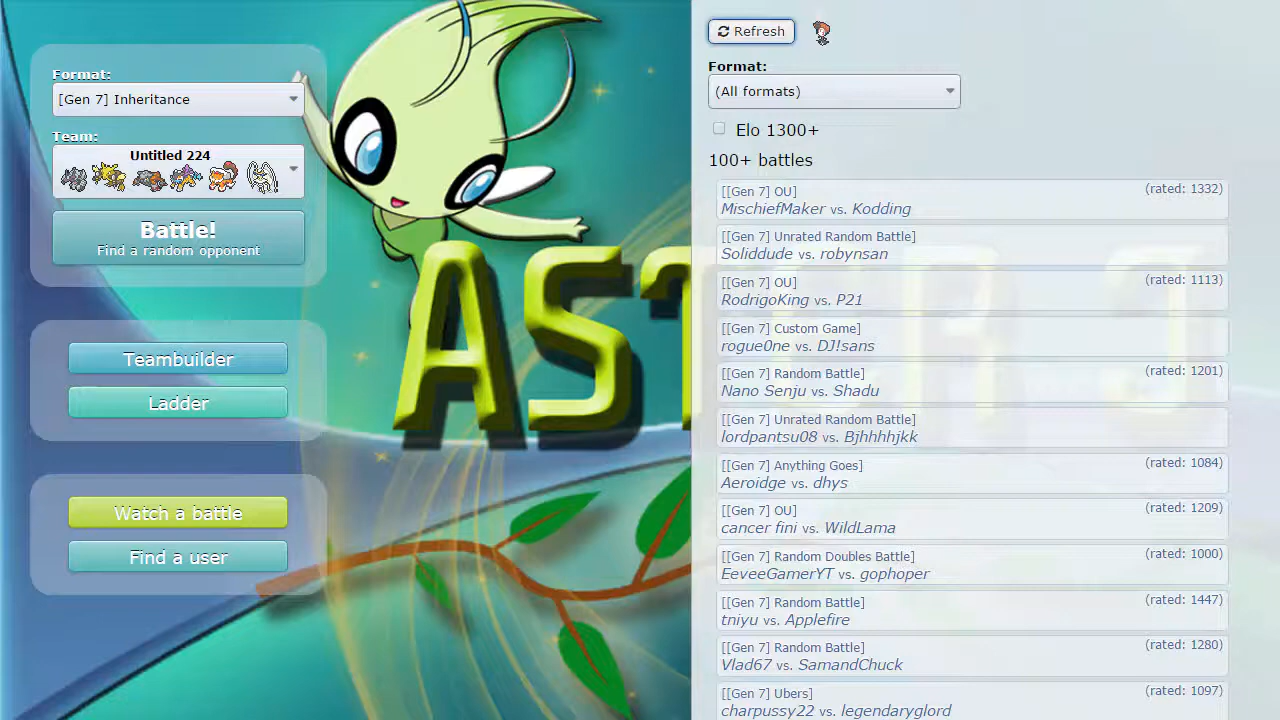 Format:
[Gen 7] Inheritance
Team:
Untitled 224
Battle!
Find a random opponent
Teambuilder
Ladder
Watch a battle
Find a user
Refresh
Format:
(All formats)
Elo 1300+
100+ battles
[[Gen 7] OU] (rated: 1332)
MischiefMaker vs. Kodding
[[Gen 7] Unrated Random Battle]
Soliddude vs. robynsan
[[Gen 7] OU] (rated: 1113)
RodrigoKing vs. P21
[[Gen 7] Custom Game]
rogue0ne vs. DJ!sans
[[Gen 7] Random Battle] (rated: 1201)
Nano Senju vs. Shadu
[[Gen 7] Unrated Random Battle]
lordpantsu08 vs. Bjhhhhjkk
[[Gen 7] Anything Goes] (rated: 1084)
Aeroidge vs. dhys
[[Gen 7] OU] (rated: 1209)
cancer fini vs. WildLama
[[Gen 7] Random Doubles Battle] (rated: 1000)
EeveeGamerYT vs. gophoper
[[Gen 7] Random Battle] (rated: 1447)
tniyu vs. Applefire
[[Gen 7] Random Battle] (rated: 1280)
Vlad67 vs. SamandChuck
[[Gen 7] Ubers] (rated: 1097)
charpussy22 vs. legendaryglord